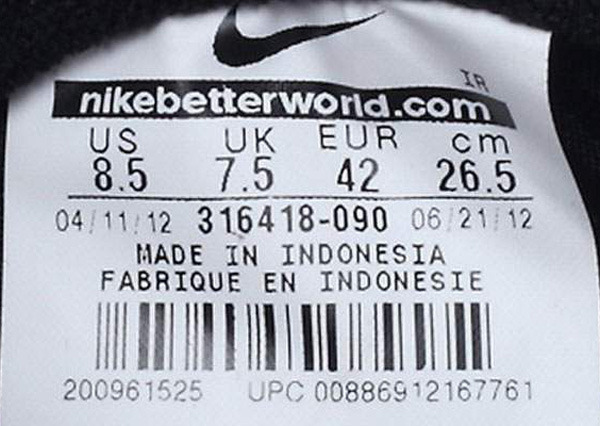 IR
nikebetterworld.com
US UK EUR cm
8.5 7.5 42 26.5
04/11/12 316418-090 06/21/12
MADE IN INDONESIA
FABRIQUE EN INDONESIE
200961525 UPC 00886912167761